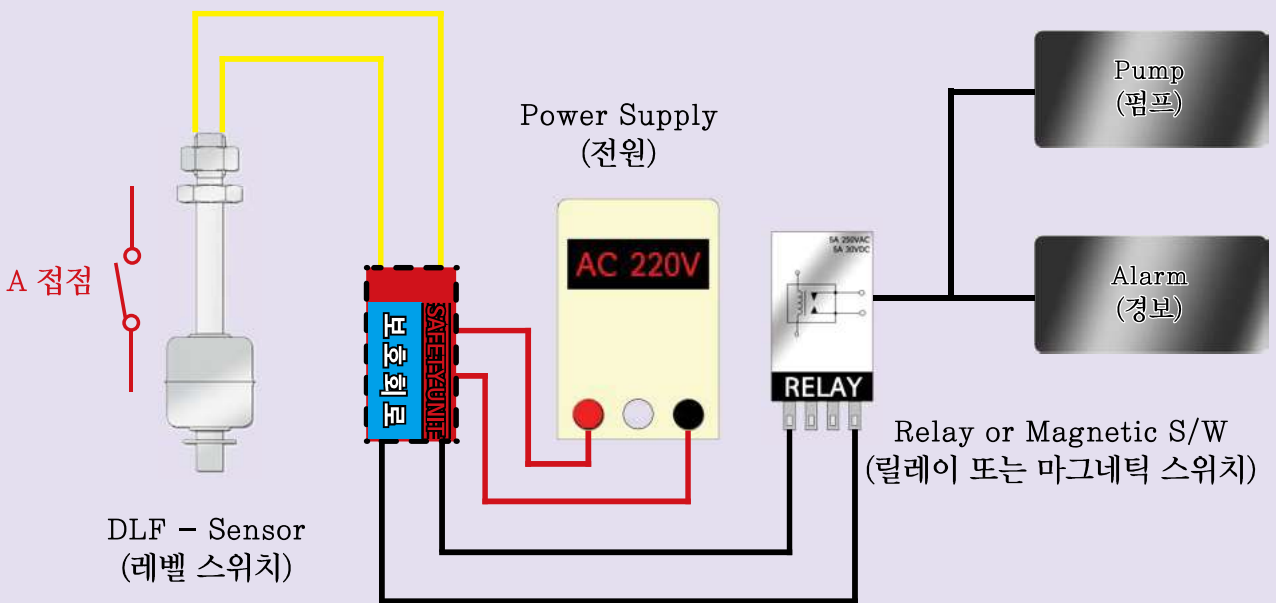 Pump
(펌프)
Power Supply
(전원)
AC 220V
5A 250VAC
5A 30VDC
A 접점
Alarm
(경보)
SAFETY UNIT
보호회로
RELAY
Relay or Magnetic S/W
(릴레이 또는 마그네틱 스위치)
DLF - Sensor
(레벨 스위치)